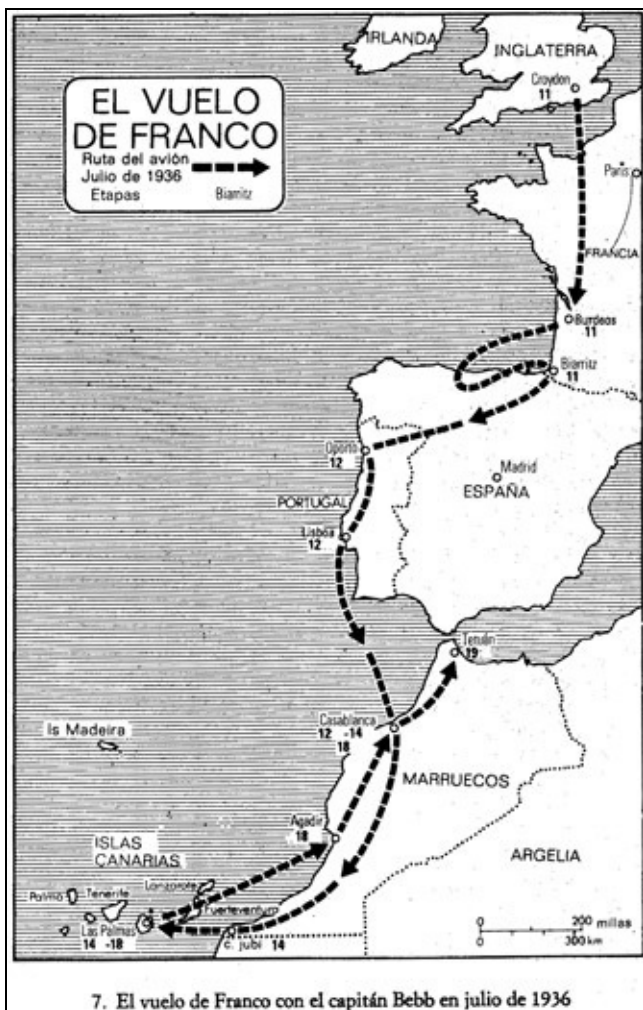 IRLANDA
INGLATERRA
Croydon
11
EL VUELO
DE FRANCO
Ruta del avión
Julio de 1936
Etapas Biarritz
París
FRANCIA
Burdeos
11
Biarritz
11
Oporto
12
Madrid
ESPAÑA
PORTUGAL
Lisboa
12
Tetulin
19
Casablanca
12 -14
18
Is Madeira
MARRUECOS
Agadir
18
ARGELIA
ISLAS
CANARIAS
Lanzarote
Palma
Tenerife
Fuerteventura
Las Palmas
14 -18
c. jubi 14
0 200 millas
0 300 km
7. El vuelo de Franco con el capitán Bebb en julio de 1936